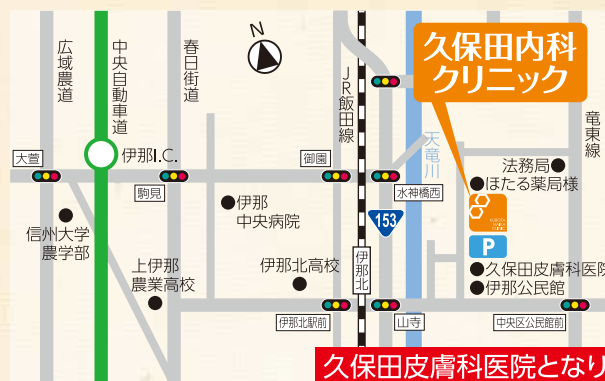 広域農道
中央自動車道
春日街道
N
JR飯田線
久保田内科
クリニック
天竜川
竜東線
大萱
伊那I.C.
駒見
御園
水神橋西
法務局
ほたる薬局様
信州大学
農学部
伊那
中央病院
153
KUBOTA
NAIKA
CLINIC
P
上伊那
農業高校
伊那北高校
伊那北
久保田皮膚科医院
伊那公民館
伊那北駅前
山寺
中央区公民館前
久保田皮膚科医院となり